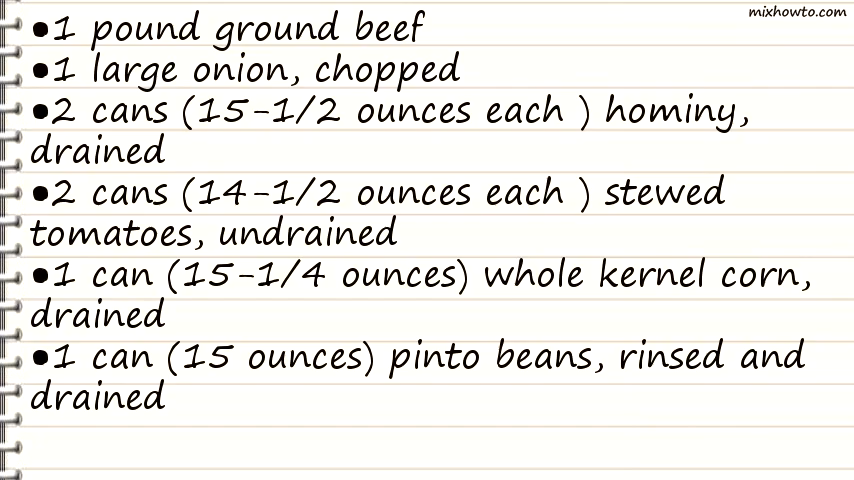 mixhowto.com
•1 pound ground beef
•1 large onion, chopped
•2 cans (15-1/2 ounces each ) hominy,
drained
•2 cans (14-1/2 ounces each ) stewed
tomatoes, undrained
•1 can (15-1/4 ounces) whole kernel corn,
drained
•1 can (15 ounces) pinto beans, rinsed and
drained